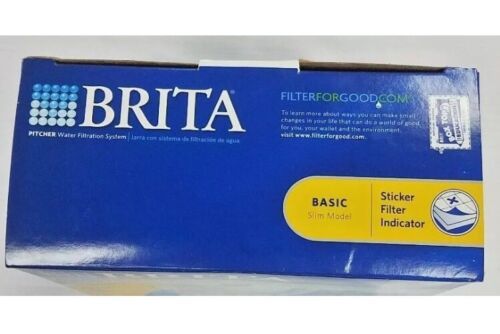 BRITA®
PITCHER Water Filtration System | Jarra con sistema de filtración de agua
FILTERFORGOOD.COM
To learn more about ways you can make small
changes in your life that can do a world of good
for you, your wallet and the environment,
visit www.filterforgood.com.
BASIC
Slim Model
Sticker
Filter
Indicator
BOX TOPS